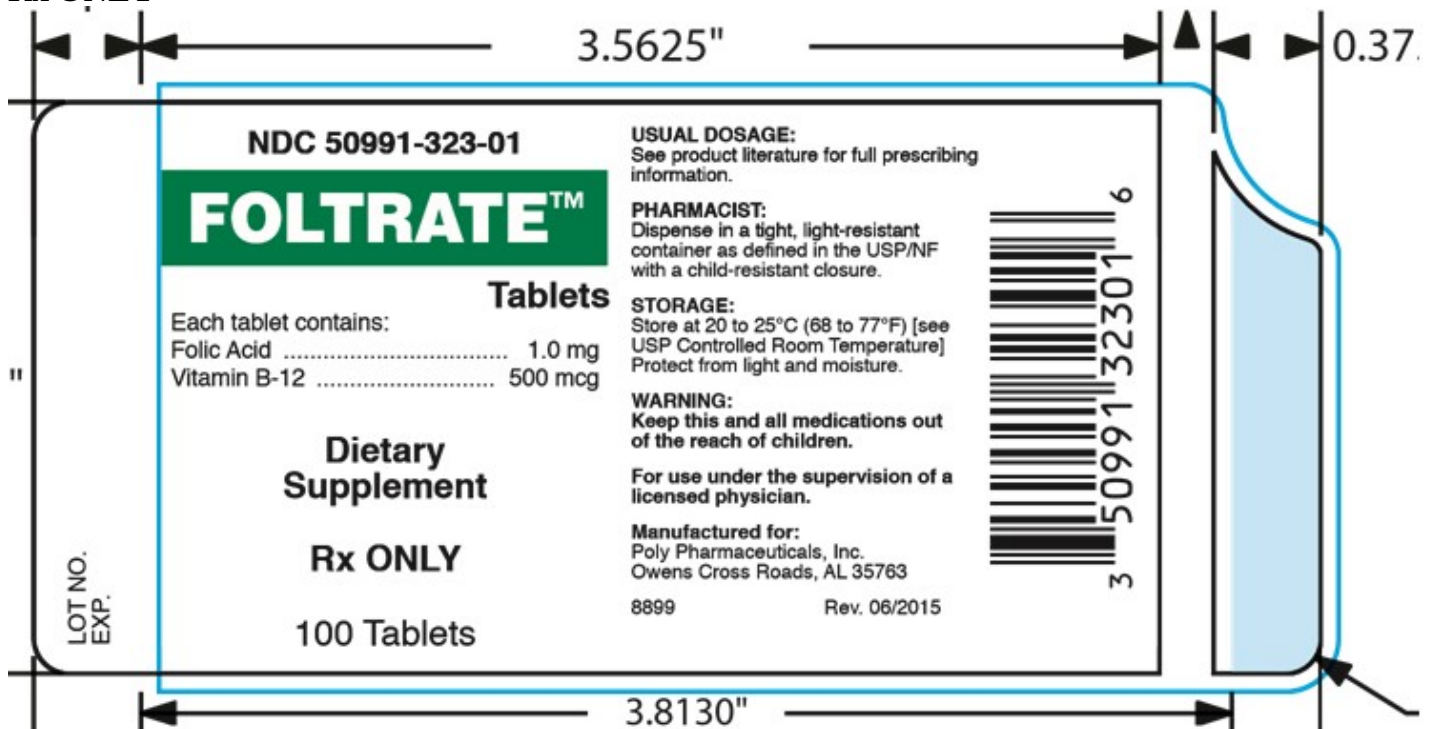 3.5625"
0.37
NDC 50991-323-01
FOLTRATE™
Tablets
Each tablet contains:
Folic Acid .................................. 1.0 mg
Vitamin B-12 ........................... 500 mcg
Dietary
Supplement
Rx ONLY
100 Tablets
USUAL DOSAGE:
See product literature for full prescribing
information.
PHARMACIST:
Dispense in a tight, light-resistant
container as defined in the USP/NF
with a child-resistant closure.
STORAGE:
Store at 20 to 25°C (68 to 77°F) [see
USP Controlled Room Temperature]
Protect from light and moisture.
WARNING:
Keep this and all medications out
of the reach of children.
For use under the supervision of a
licensed physician.
Manufactured for:
Poly Pharmaceuticals, Inc.
Owens Cross Roads, AL 35763
8899 Rev. 06/2015
3 50991 32301 6
LOT NO.
EXP.
"
3.8130"